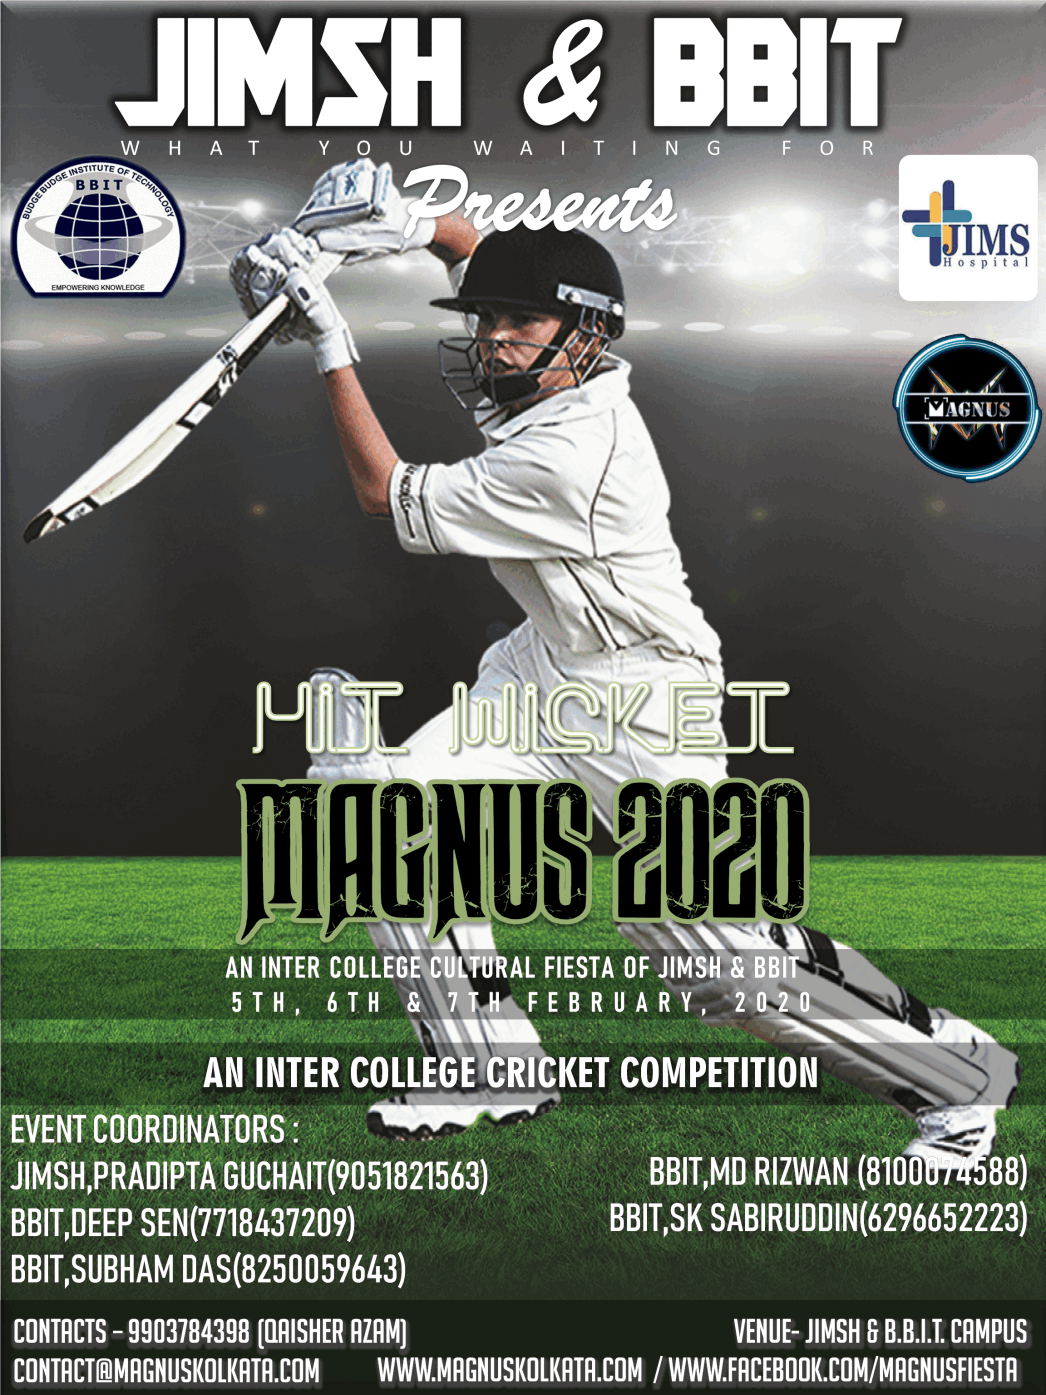 JIMSH & BBIT
WHAT YOU WAITING FOR
Presents
BUDGE BUDGE INSTITUTE OF TECHNOLOGY
BBIT
EMPOWERING KNOWLEDGE
JIMS
Hospital
MAGNUS
HIT WICKET
MAGNUS 2020
AN INTER COLLEGE CULTURAL FIESTA OF JIMSH & BBIT
5TH, 6TH & 7TH FEBRUARY, 2020
AN INTER COLLEGE CRICKET COMPETITION
EVENT COORDINATORS :
JIMSH,PRADIPTA GUCHAIT(9051821563)
BBIT,DEEP SEN(7718437209)
BBIT,SUBHAM DAS(8250059643)
BBIT,MD RIZWAN (8100074588)
BBIT,SK SABIRUDDIN(6296652223)
CONTACTS - 9903784398 (QAISHER AZAM)
CONTACT@MAGNUSKOLKATA.COM
VENUE- JIMSH & B.B.I.T. CAMPUS
WWW.MAGNUSKOLKATA.COM / WWW.FACEBOOK.COM/MAGNUSFIESTA